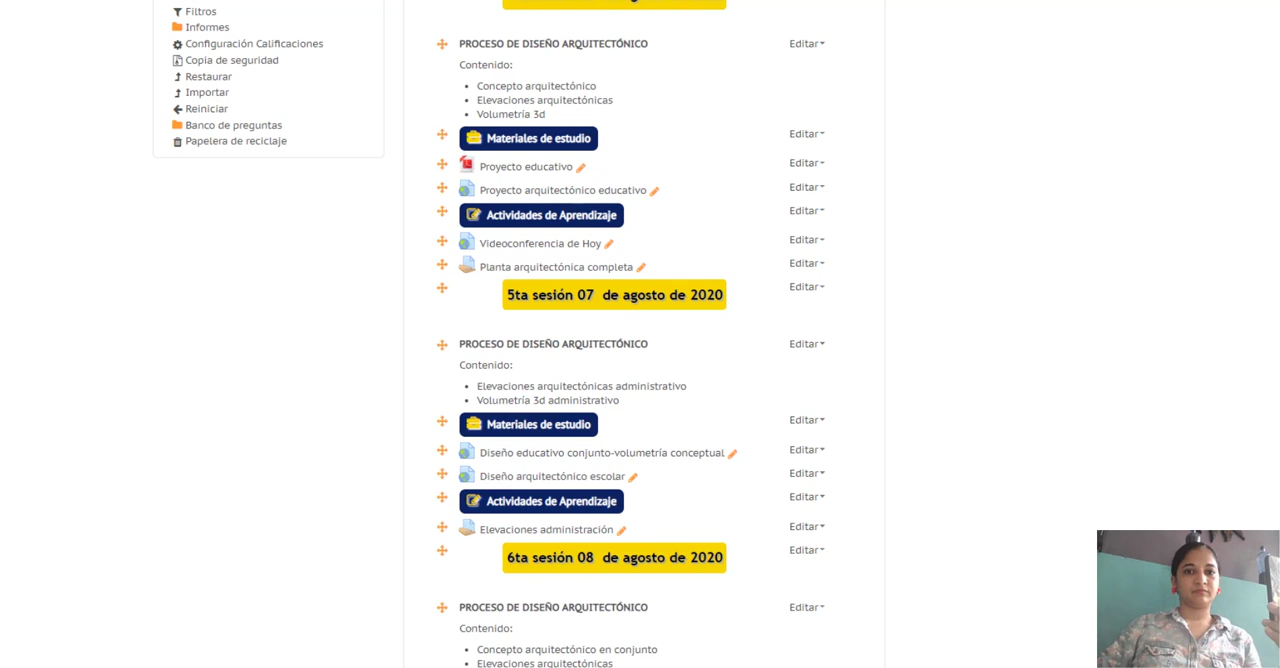 Filtros
Informes
Configuración Calificaciones
Copia de seguridad
Restaurar
Importar
Reiniciar
Banco de preguntas
Papelera de reciclaje
PROCESO DE DISEÑO ARQUITECTÓNICO Editar
Contenido:
Concepto arquitectónico
Elevaciones arquitectónicas
Volumetría 3d
Materiales de estudio Editar
Proyecto educativo Editar
Proyecto arquitectónico educativo Editar
Actividades de Aprendizaje Editar
Videoconferencia de Hoy Editar
Planta arquitectónica completa Editar
5ta sesión 07 de agosto de 2020 Editar
PROCESO DE DISEÑO ARQUITECTÓNICO Editar
Contenido:
Elevaciones arquitectónicas administrativo
Volumetría 3d administrativo
Materiales de estudio Editar
Diseño educativo conjunto-volumetría conceptual Editar
Diseño arquitectónico escolar Editar
Actividades de Aprendizaje Editar
Elevaciones administración Editar
6ta sesión 08 de agosto de 2020 Editar
PROCESO DE DISEÑO ARQUITECTÓNICO Editar
Contenido:
Concepto arquitectónico en conjunto
Elevaciones arquitectónicas